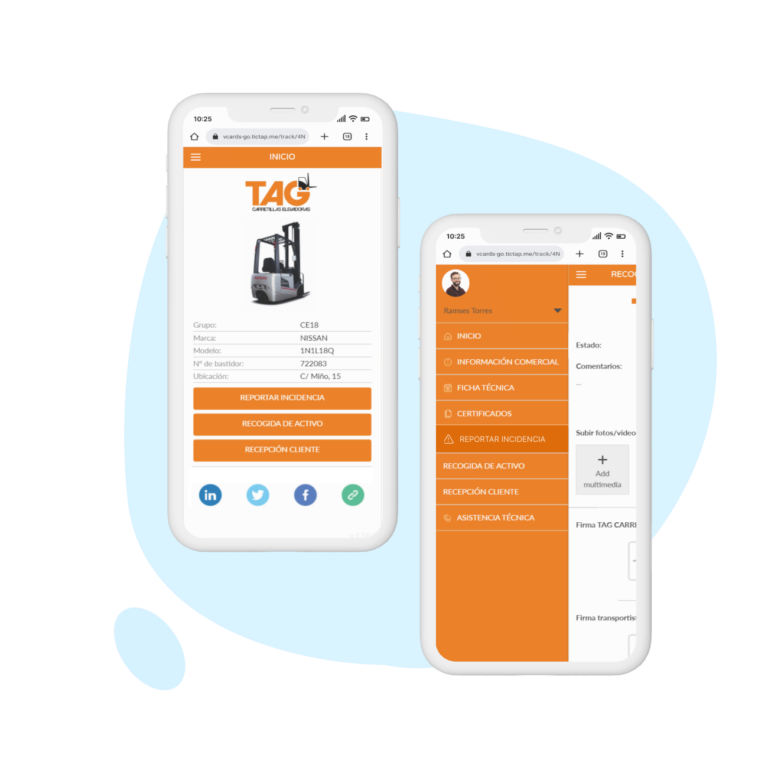 10:25
vcards-go.tictap.me/track/4N
18
INICIO
TAG
CARRETILLAS ELEVADORAS
Grupo: CE18
Marca: NISSAN
Modelo: 1N1L18Q
Nº de bastidor: 722083
Ubicación: C/ Miño, 15
REPORTAR INCIDENCIA
RECOGIDA DE ACTIVO
RECEPCIÓN CLIENTE
in
f
10:25
vcards-go.tictap.me/track/4N
18
Ramses Torres
INICIO
INFORMACIÓN COMERCIAL
FICHA TÉCNICA
CERTIFICADOS
REPORTAR INCIDENCIA
RECOGIDA DE ACTIVO
RECEPCIÓN CLIENTE
ASISTENCIA TÉCNICA
RECO
Estado:
Comentarios:
...
Subir fotos/video
+
Add
multimedia
Firma TAG CARR
Firma transportis